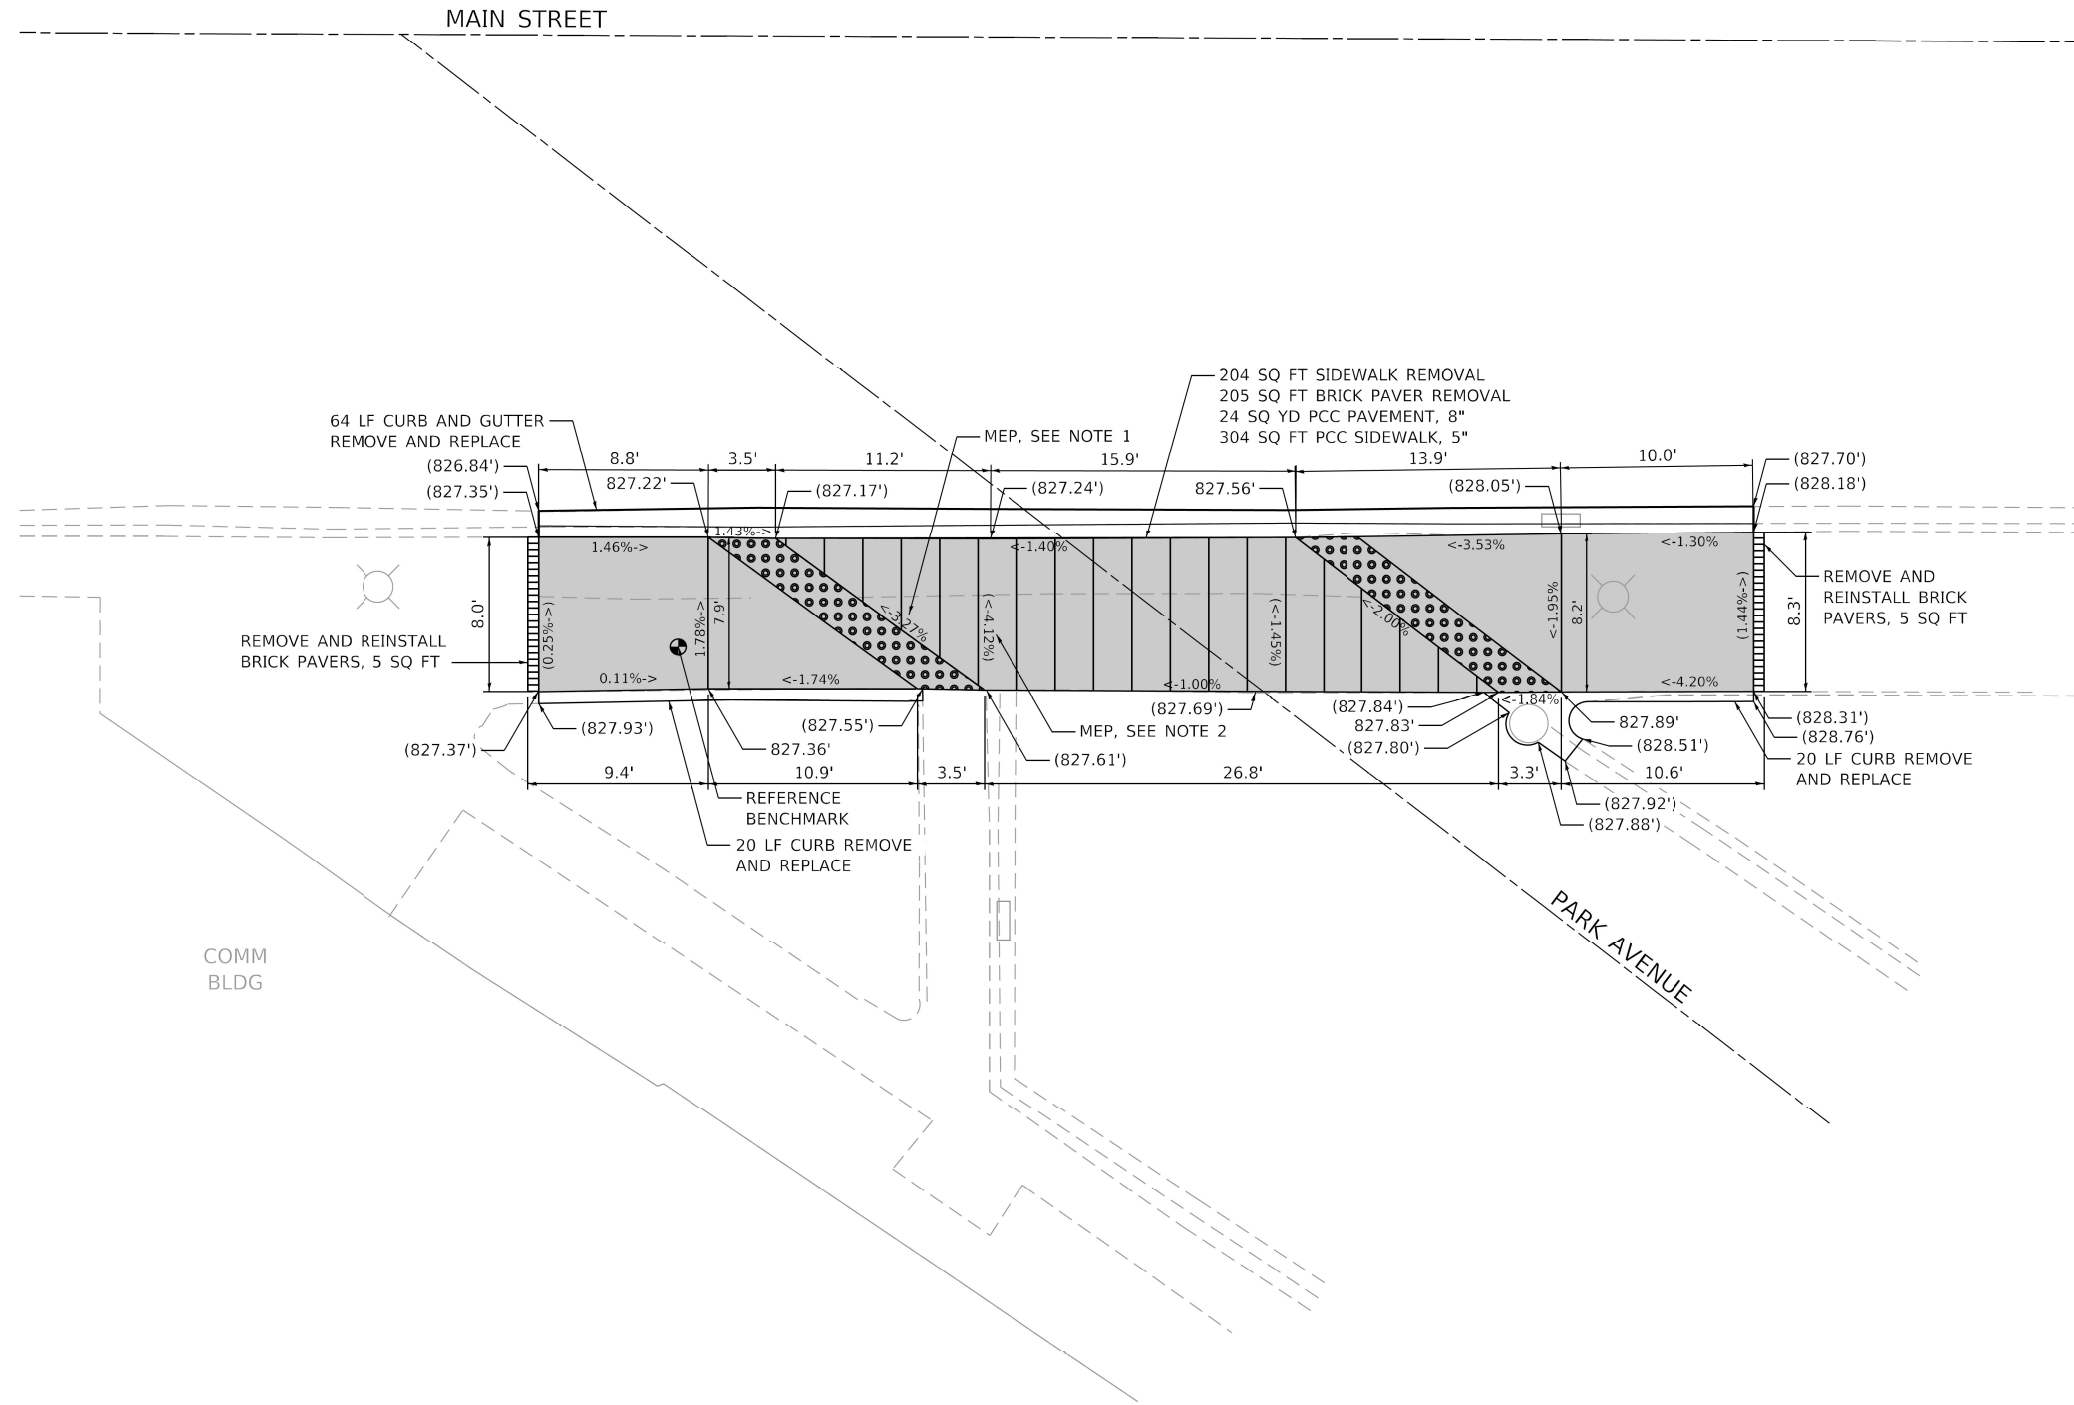 MAIN STREET
204 SQ FT SIDEWALK REMOVAL
205 SQ FT BRICK PAVER REMOVAL
24 SQ YD PCC PAVEMENT, 8"
304 SQ FT PCC SIDEWALK, 5"
64 LF CURB AND GUTTER
REMOVE AND REPLACE
MEP, SEE NOTE 1
(826.84')
8.8'
3.5'
11.2'
15.9'
13.9'
10.0'
(827.70')
(827.35')
827.22'
(827.17')
(827.24')
827.56'
(828.05')
(828.18')
1.43%->
1.46%->
<-1.40%
<-3.53%
<-1.30%
8.0'
(0.25%->)
1.78%->
7.9'
<-3.27%
(<-4.12%)
(<-1.45%)
<-2.00%
<-1.95%
8.2'
(1.44%->)
8.3'
REMOVE AND
REINSTALL BRICK
PAVERS, 5 SQ FT
REMOVE AND REINSTALL
BRICK PAVERS, 5 SQ FT
0.11%->
<-1.74%
<-1.00%
<-1.84%
<-4.20%
(827.93')
(827.37')
827.36'
(827.55')
MEP, SEE NOTE 2
(827.61')
(827.69')
(827.84')
827.83'
(827.80')
827.89'
(828.51')
(828.31')
(828.76')
20 LF CURB REMOVE
AND REPLACE
9.4'
10.9'
3.5'
26.8'
3.3'
10.6'
(827.92')
(827.88')
REFERENCE
BENCHMARK
20 LF CURB REMOVE
AND REPLACE
PARK AVENUE
COMM
BLDG